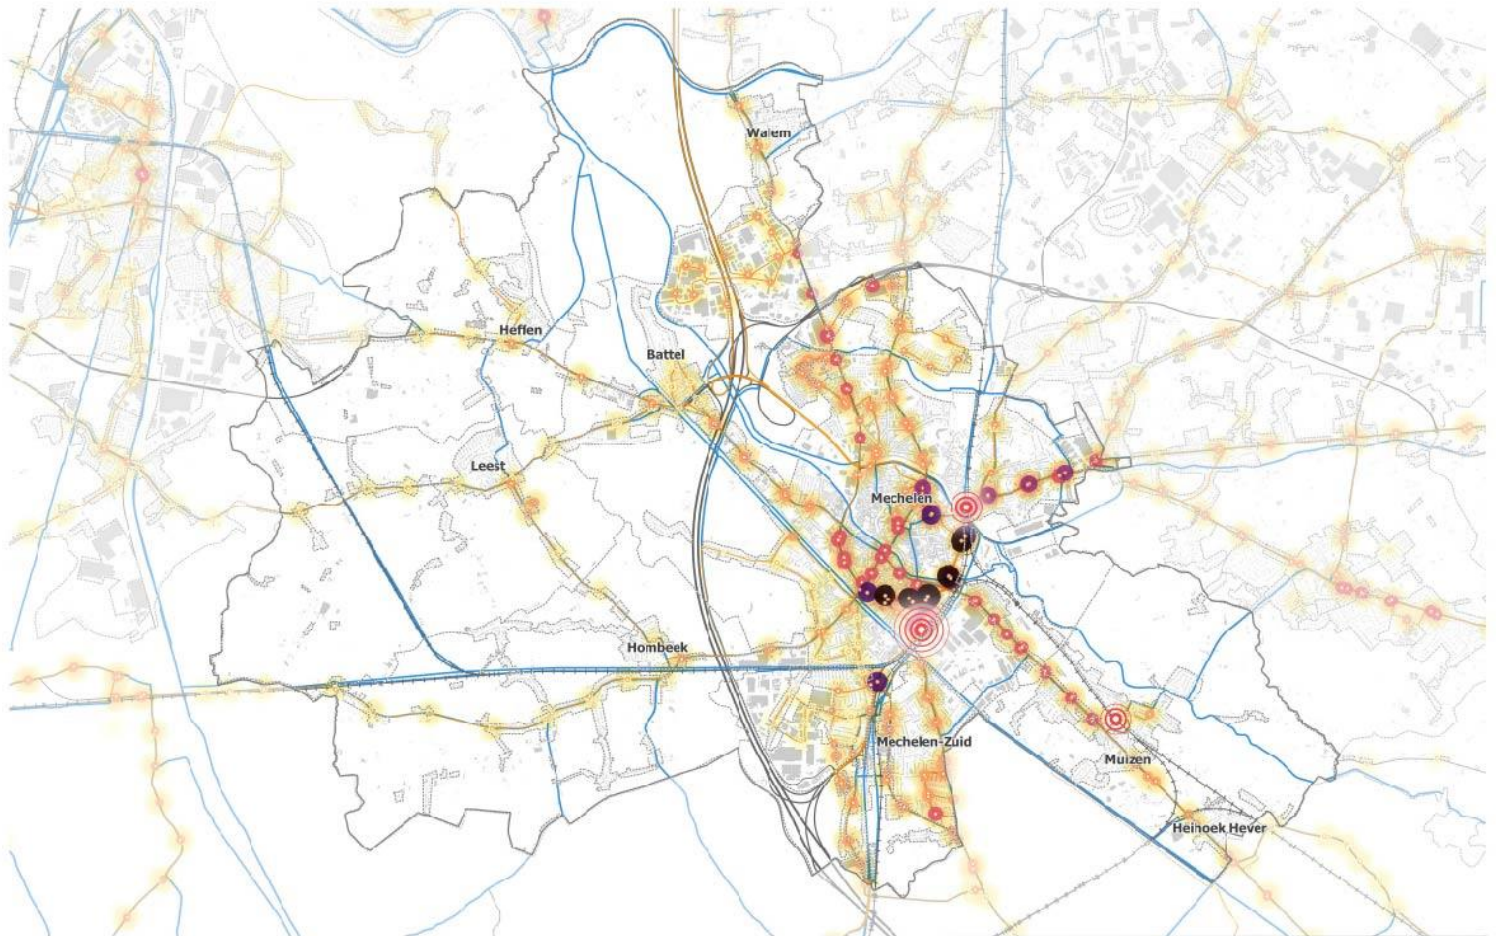 Walem
Heffen
Battel
Leest
Mechelen
Hombeek
Mechelen-Zuid
Muizen
Heihoek Hever